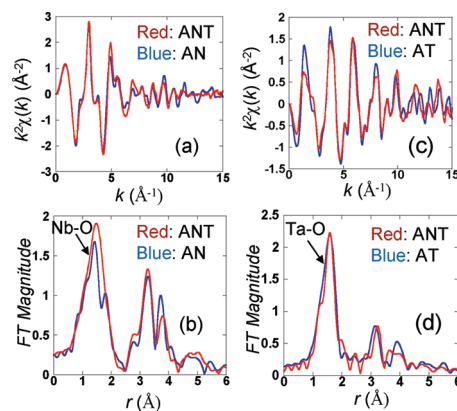 3
2
1
0
-1
-2
-3
0 5 10 15
k²χ(k) (Å⁻²)
k (Å⁻¹)
Red: ANT
Blue: AN
(a)
2.0
1.5
1.0
0.5
0
-0.5
-1.0
-1.5
0 5 10 15
k²χ(k) (Å⁻²)
k (Å⁻¹)
Red: ANT
Blue: AT
(c)
2
1.5
1
0.5
0
0 1 2 3 4 5 6
FT Magnitude
r (Å)
Nb-O
Red: ANT
Blue: AN
(b)
2.5
2
1.5
1
0.5
0
0 1 2 3 4 5 6
FT Magnitude
r (Å)
Ta-O
Red: ANT
Blue: AT
(d)